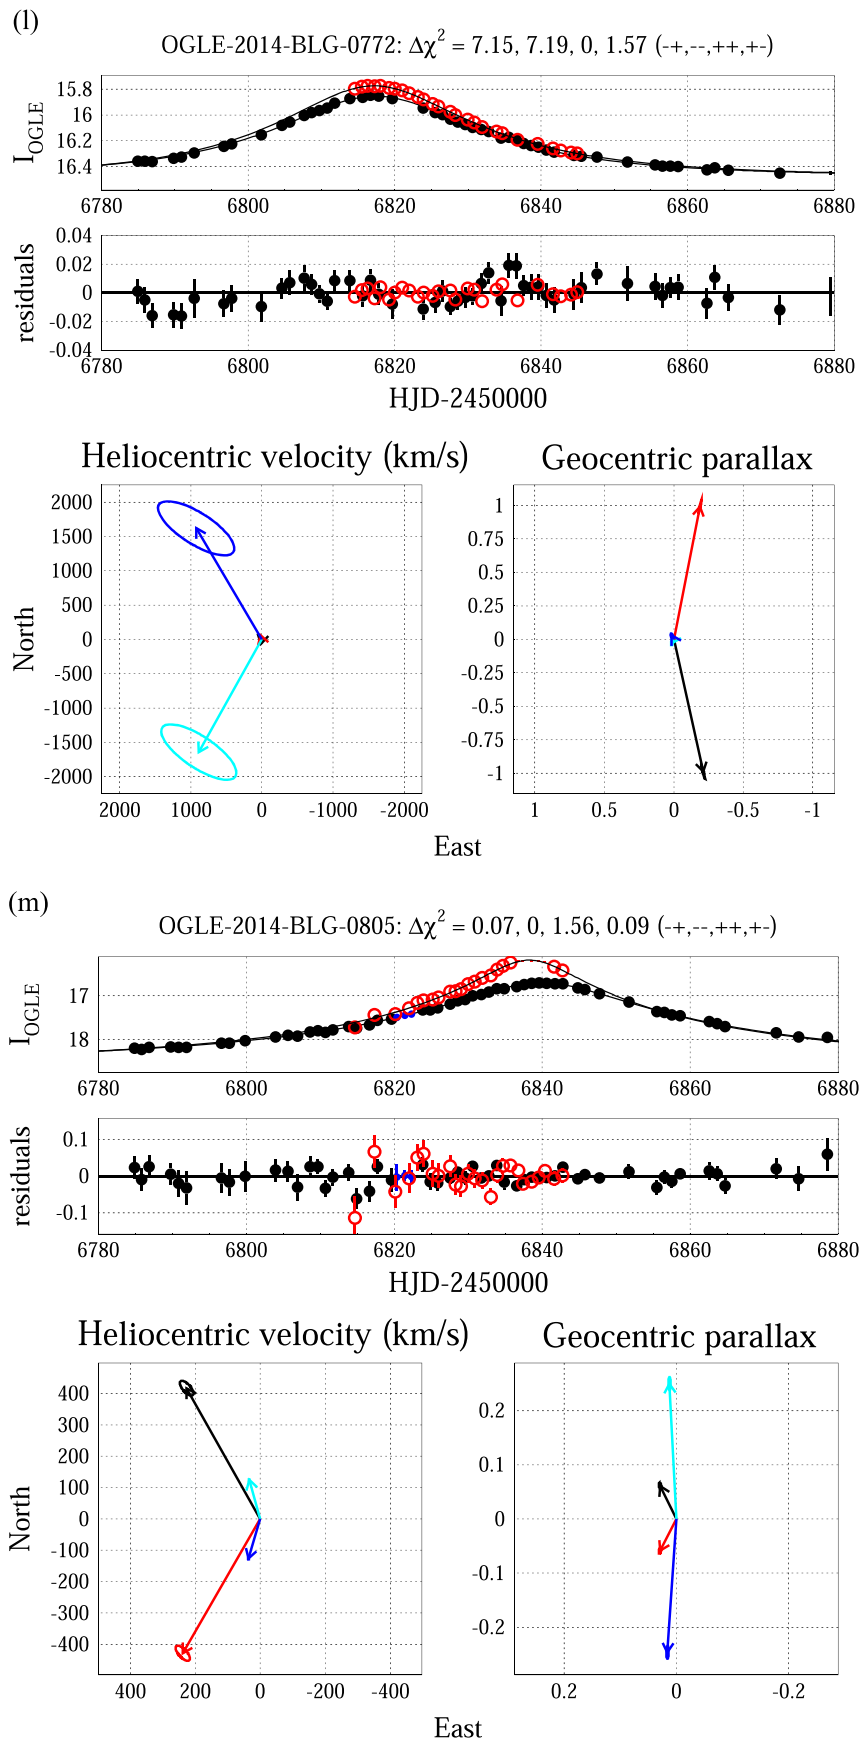 (l)
OGLE-2014-BLG-0772: Δχ² = 7.15, 7.19, 0, 1.57 (-+,--,++,+-)
I_OGLE
15.8
16
16.2
16.4
6780 6800 6820 6840 6860 6880
residuals
0.04
0.02
0
-0.02
-0.04
6780 6800 6820 6840 6860 6880
HJD-2450000
Heliocentric velocity (km/s)
North
2000
1500
1000
500
0
-500
-1000
-1500
-2000
2000 1000 0 -1000 -2000
Geocentric parallax
1
0.75
0.5
0.25
0
-0.25
-0.5
-0.75
-1
1 0.5 0 -0.5 -1
East
(m)
OGLE-2014-BLG-0805: Δχ² = 0.07, 0, 1.56, 0.09 (-+,--,++,+-)
I_OGLE
17
18
6780 6800 6820 6840 6860 6880
residuals
0.1
0
-0.1
6780 6800 6820 6840 6860 6880
HJD-2450000
Heliocentric velocity (km/s)
North
400
300
200
100
0
-100
-200
-300
-400
400 200 0 -200 -400
Geocentric parallax
0.2
0.1
0
-0.1
-0.2
0.2 0 -0.2
East